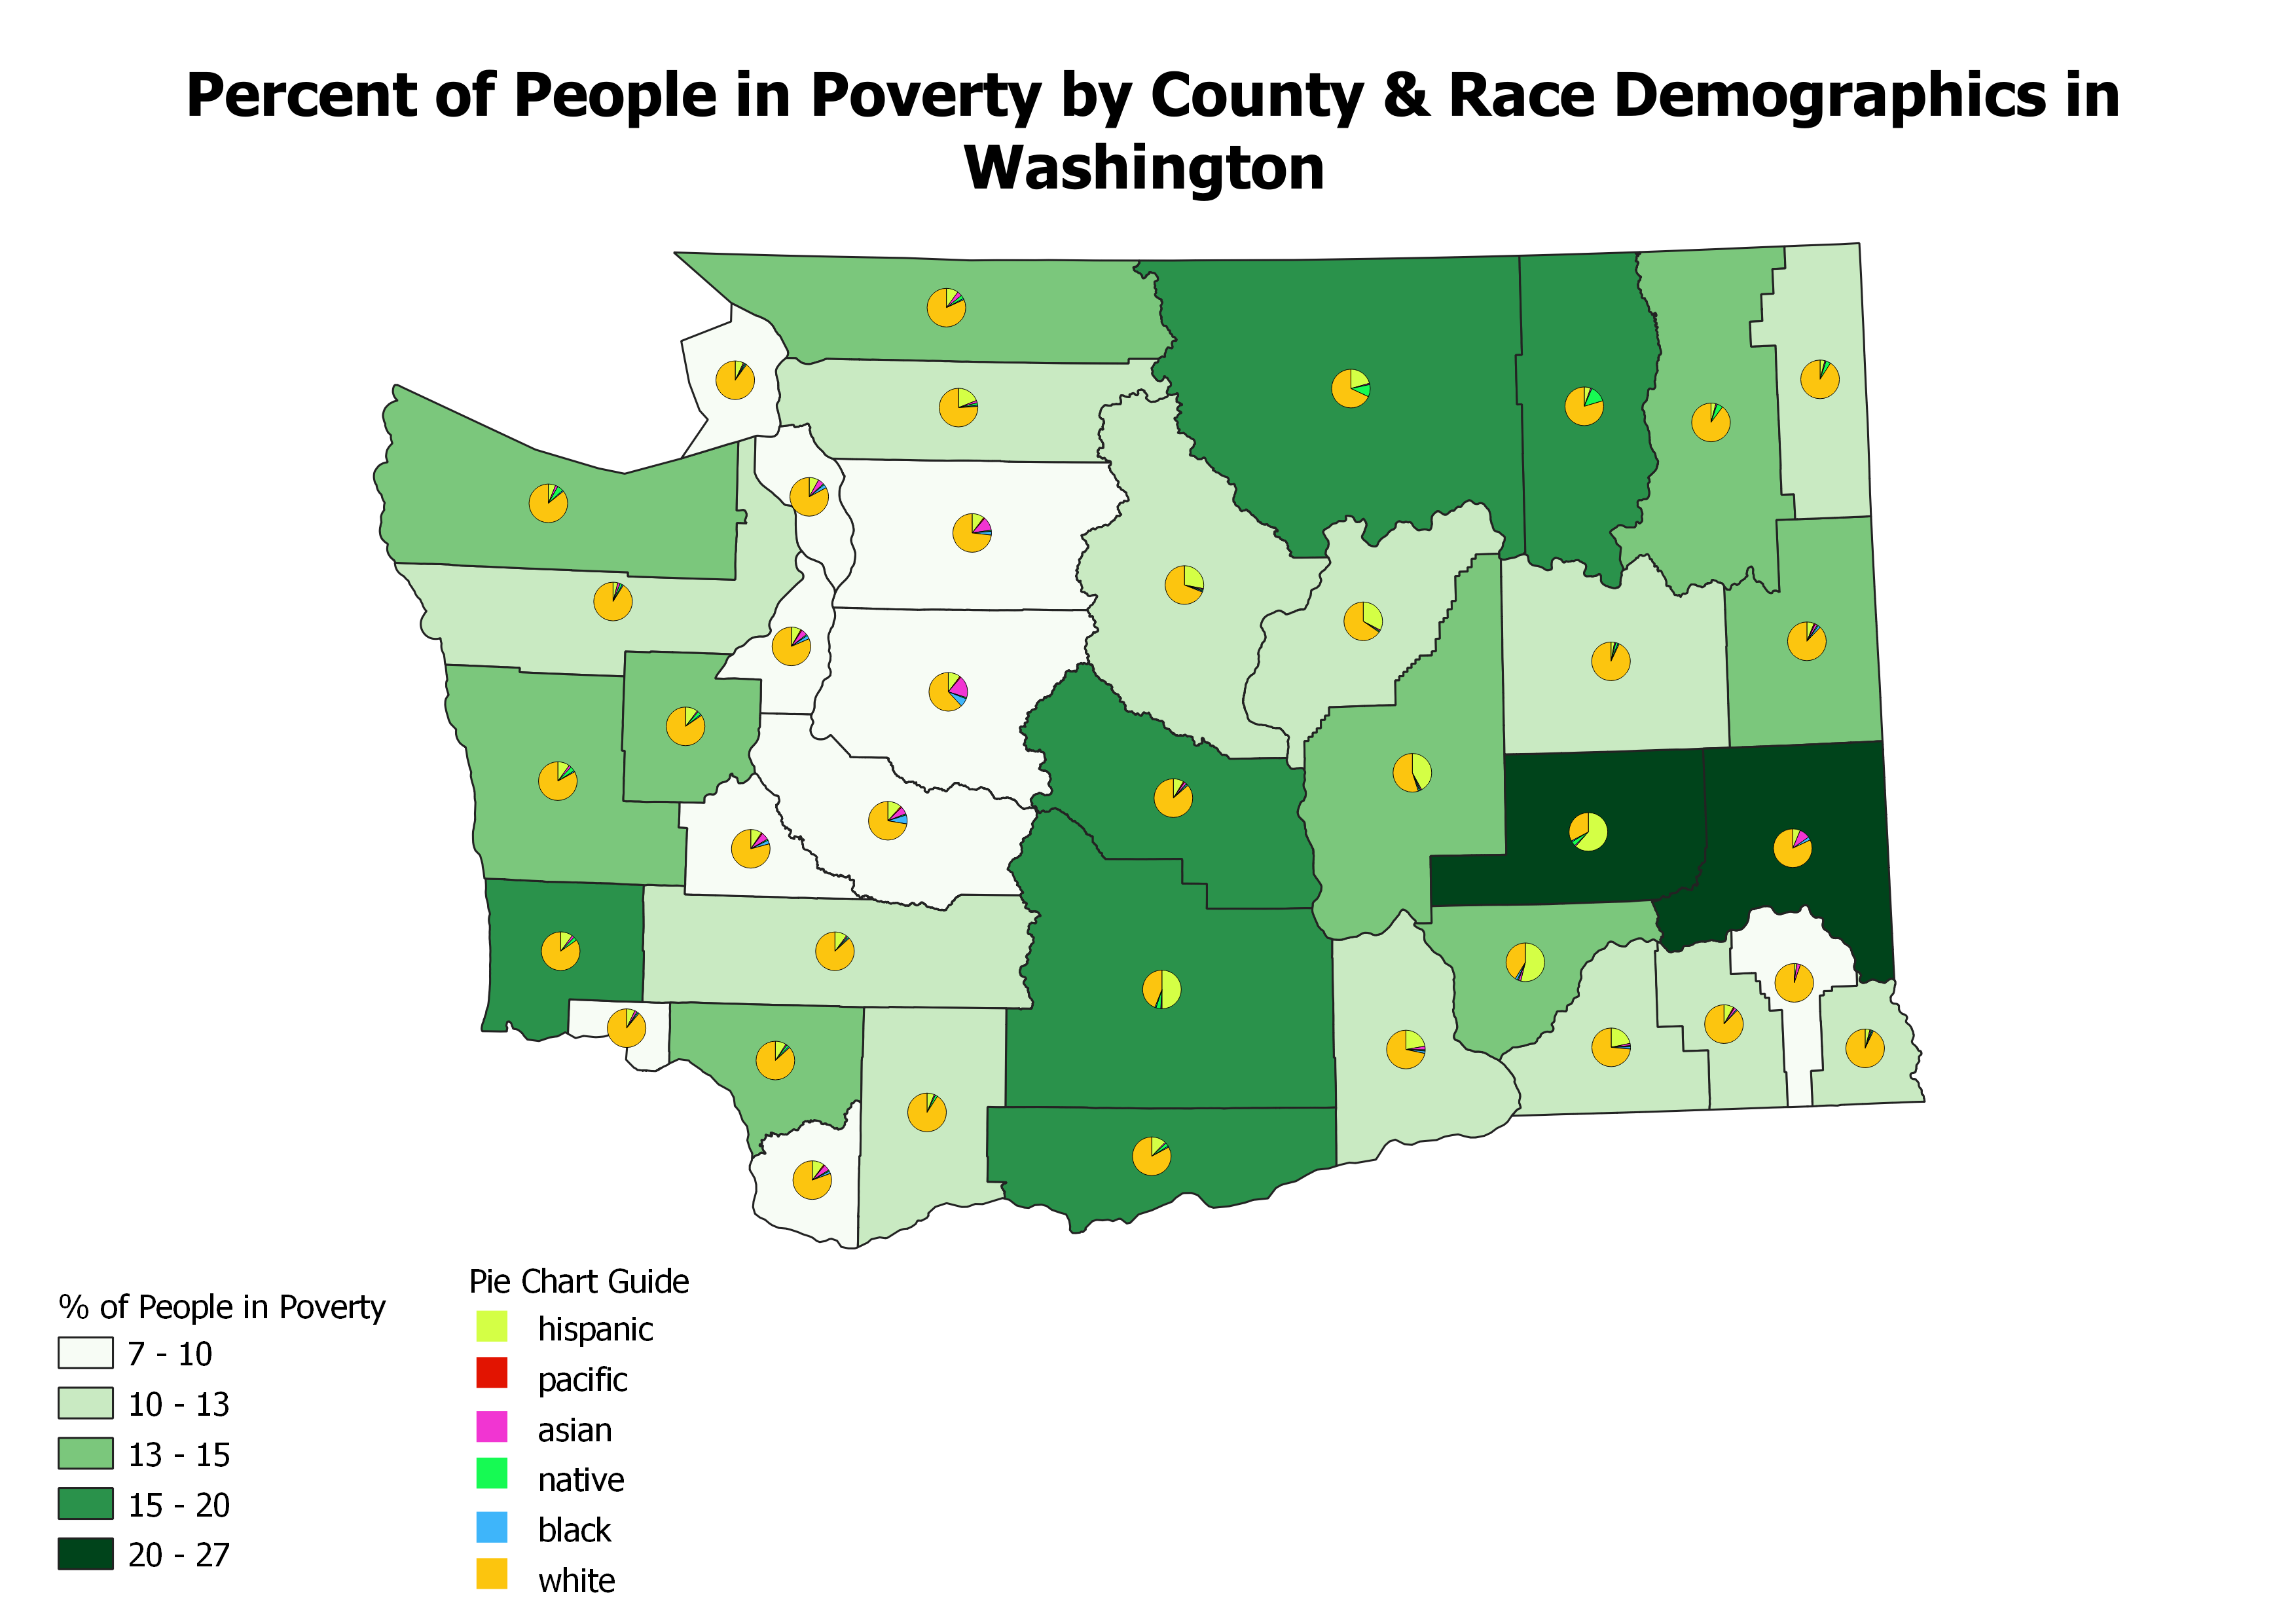 Percent of People in Poverty by County & Race Demographics in
Washington
% of People in Poverty
7 - 10
10 - 13
13 - 15
15 - 20
20 - 27
Pie Chart Guide
hispanic
pacific
asian
native
black
white